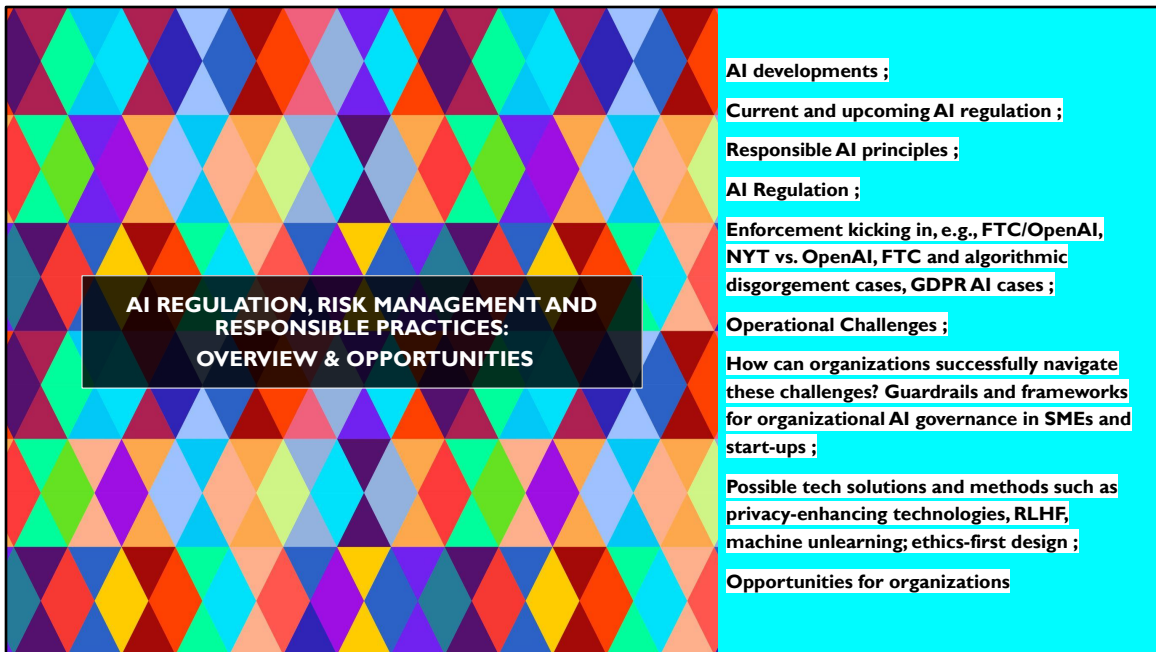 AI REGULATION, RISK MANAGEMENT AND
RESPONSIBLE PRACTICES:
OVERVIEW & OPPORTUNITIES
AI developments ;
Current and upcoming AI regulation ;
Responsible AI principles ;
AI Regulation ;
Enforcement kicking in, e.g., FTC/OpenAI,
NYT vs. OpenAI, FTC and algorithmic
disgorgement cases, GDPR AI cases ;
Operational Challenges ;
How can organizations successfully navigate
these challenges? Guardrails and frameworks
for organizational AI governance in SMEs and
start-ups ;
Possible tech solutions and methods such as
privacy-enhancing technologies, RLHF,
machine unlearning; ethics-first design ;
Opportunities for organizations